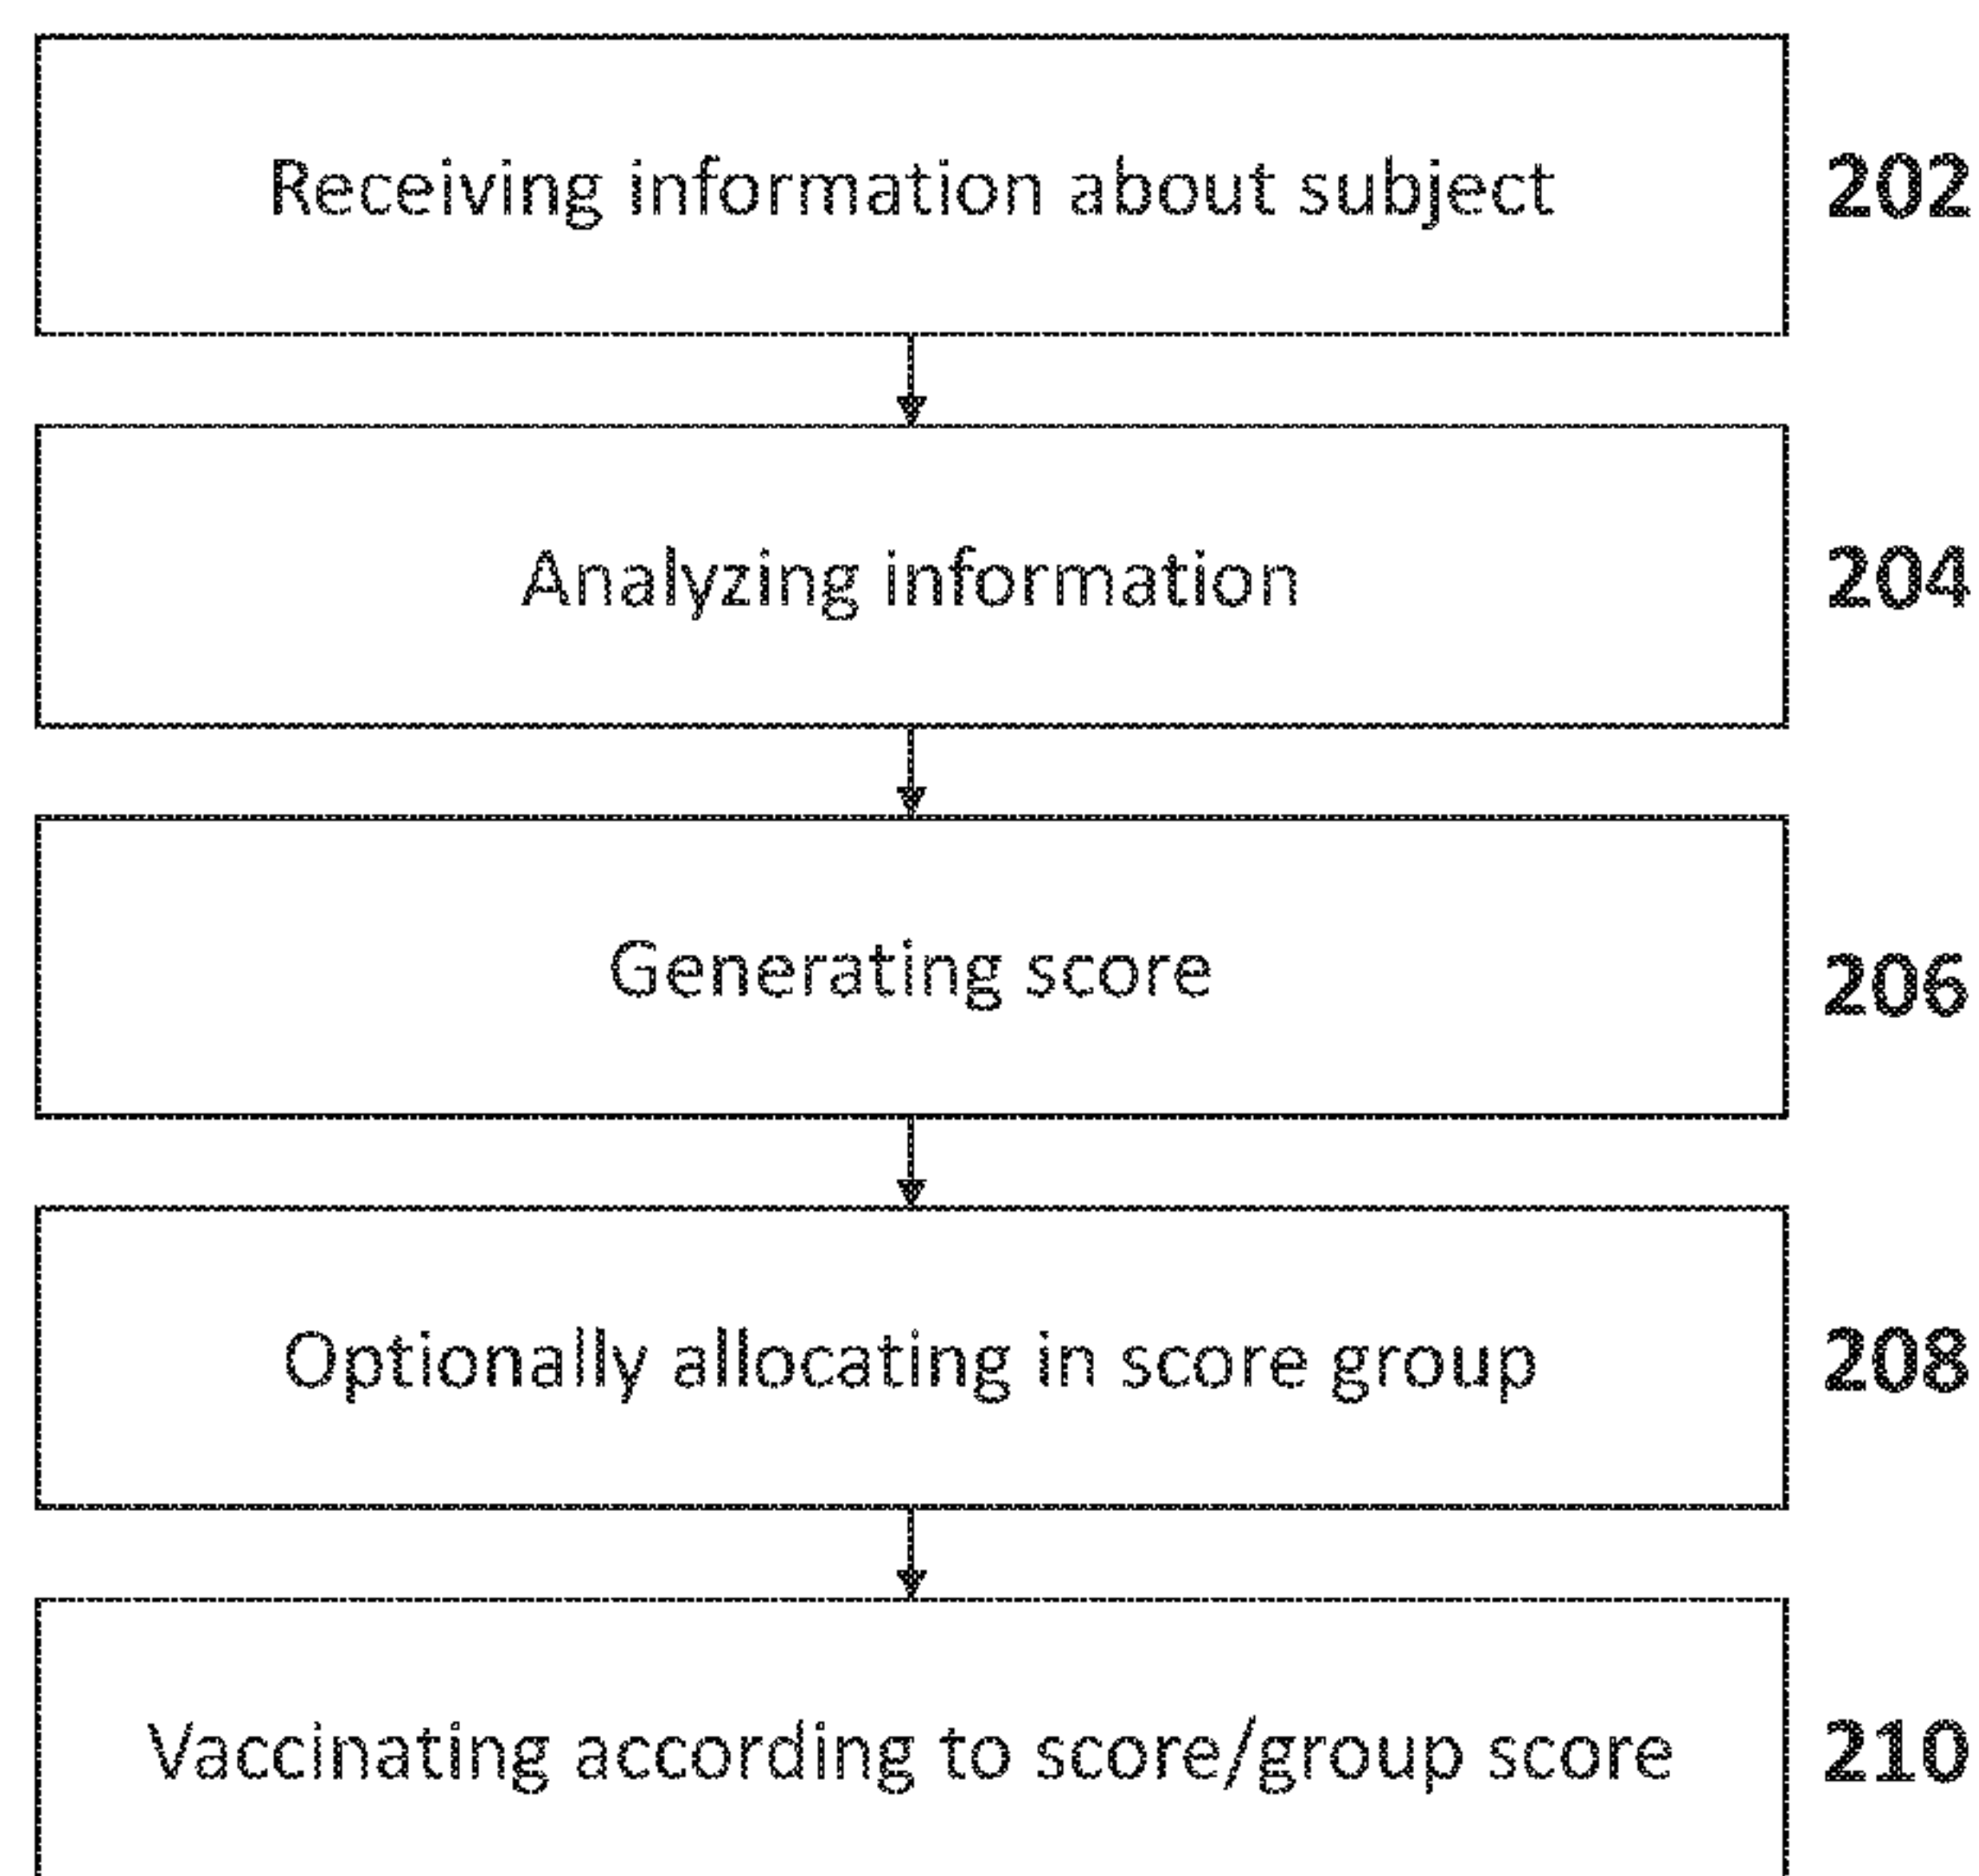 Receiving information about subject 202
Analyzing information 204
Generating score 206
Optionally allocating in score group 208
Vaccinating according to score/group score 210